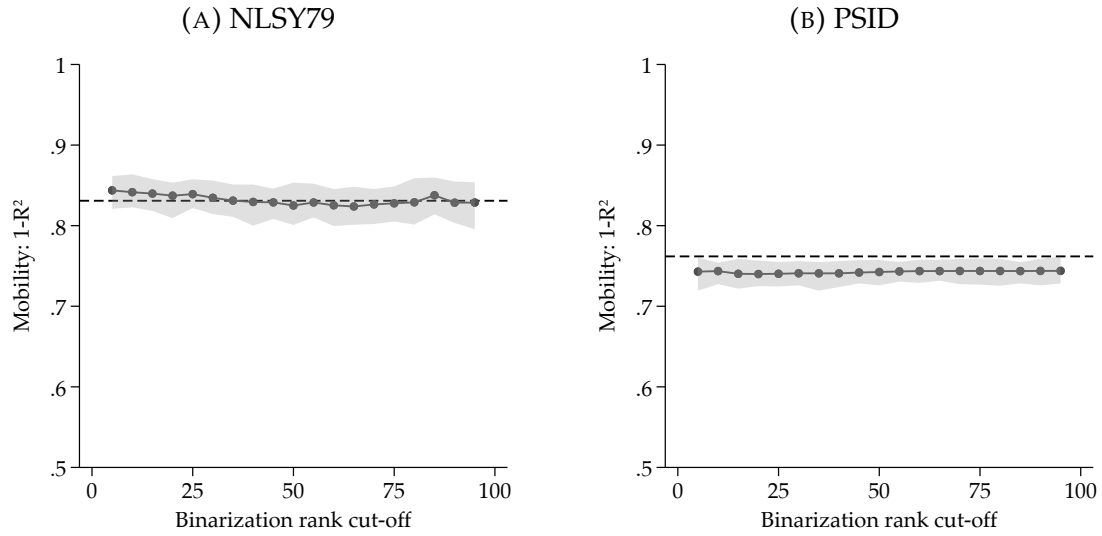 (A) NLSY79
1
.9
.8
.7
.6
.5
Mobility: 1-R²
0 25 50 75 100
Binarization rank cut-off
(B) PSID
1
.9
.8
.7
.6
.5
Mobility: 1-R²
0 25 50 75 100
Binarization rank cut-off